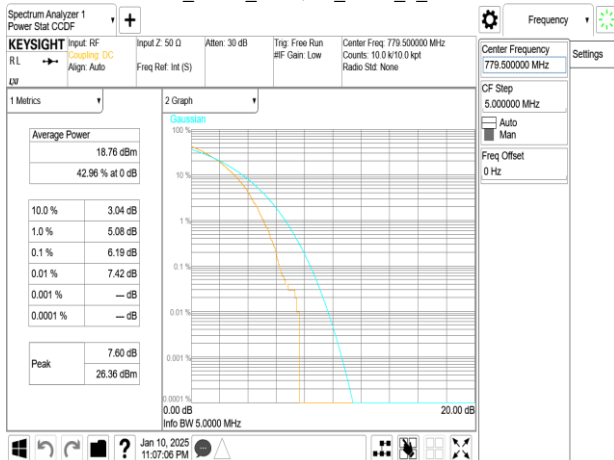 Spectrum Analyzer 1
Power Stat CCDF
+
Frequency
KEYSIGHT
RL
LXI
Input: RF
Coupling: DC
Align: Auto
Input Z: 50 Ω
Freq Ref: Int (S)
Atten: 30 dB
Trig: Free Run
#IF Gain: Low
Center Freq: 779.500000 MHz
Counts: 10.0 k/10.0 kpt
Radio Std: None
Center Frequency
779.500000 MHz
Settings
CF Step
5.000000 MHz
Auto
Man
Freq Offset
0 Hz
1 Metrics
Average Power
18.76 dBm
42.96 % at 0 dB
10.0 % 3.04 dB
1.0 % 5.08 dB
0.1 % 6.19 dB
0.01 % 7.42 dB
0.001 % --- dB
0.0001 % --- dB
Peak
7.60 dB
26.36 dBm
2 Graph
Gaussian
100 %
10 %
1 %
0.1 %
0.01 %
0.001 %
0.0001 %
0.00 dB 20.00 dB
Info BW 5.0000 MHz
?
Jan 10, 2025
11:07:06 PM